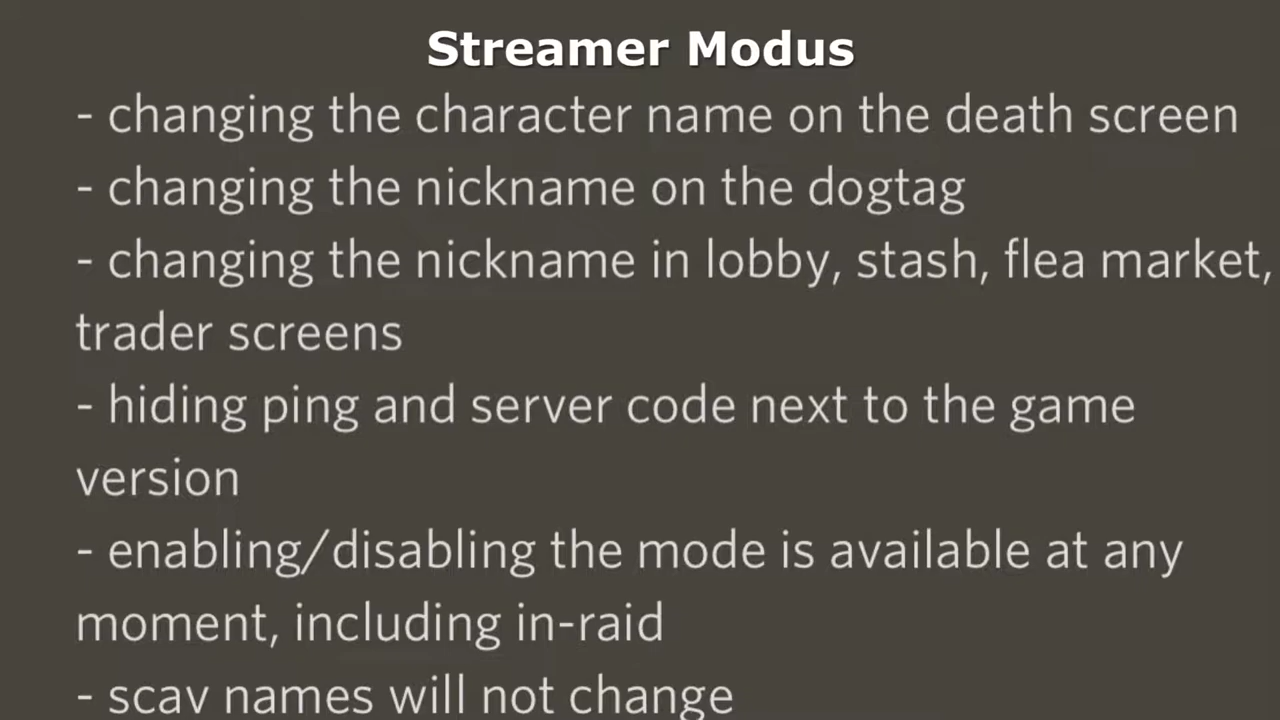 Streamer Modus
- changing the character name on the death screen
- changing the nickname on the dogtag
- changing the nickname in lobby, stash, flea market,
trader screens
- hiding ping and server code next to the game
version
- enabling/disabling the mode is available at any
moment, including in-raid
- scav names will not change